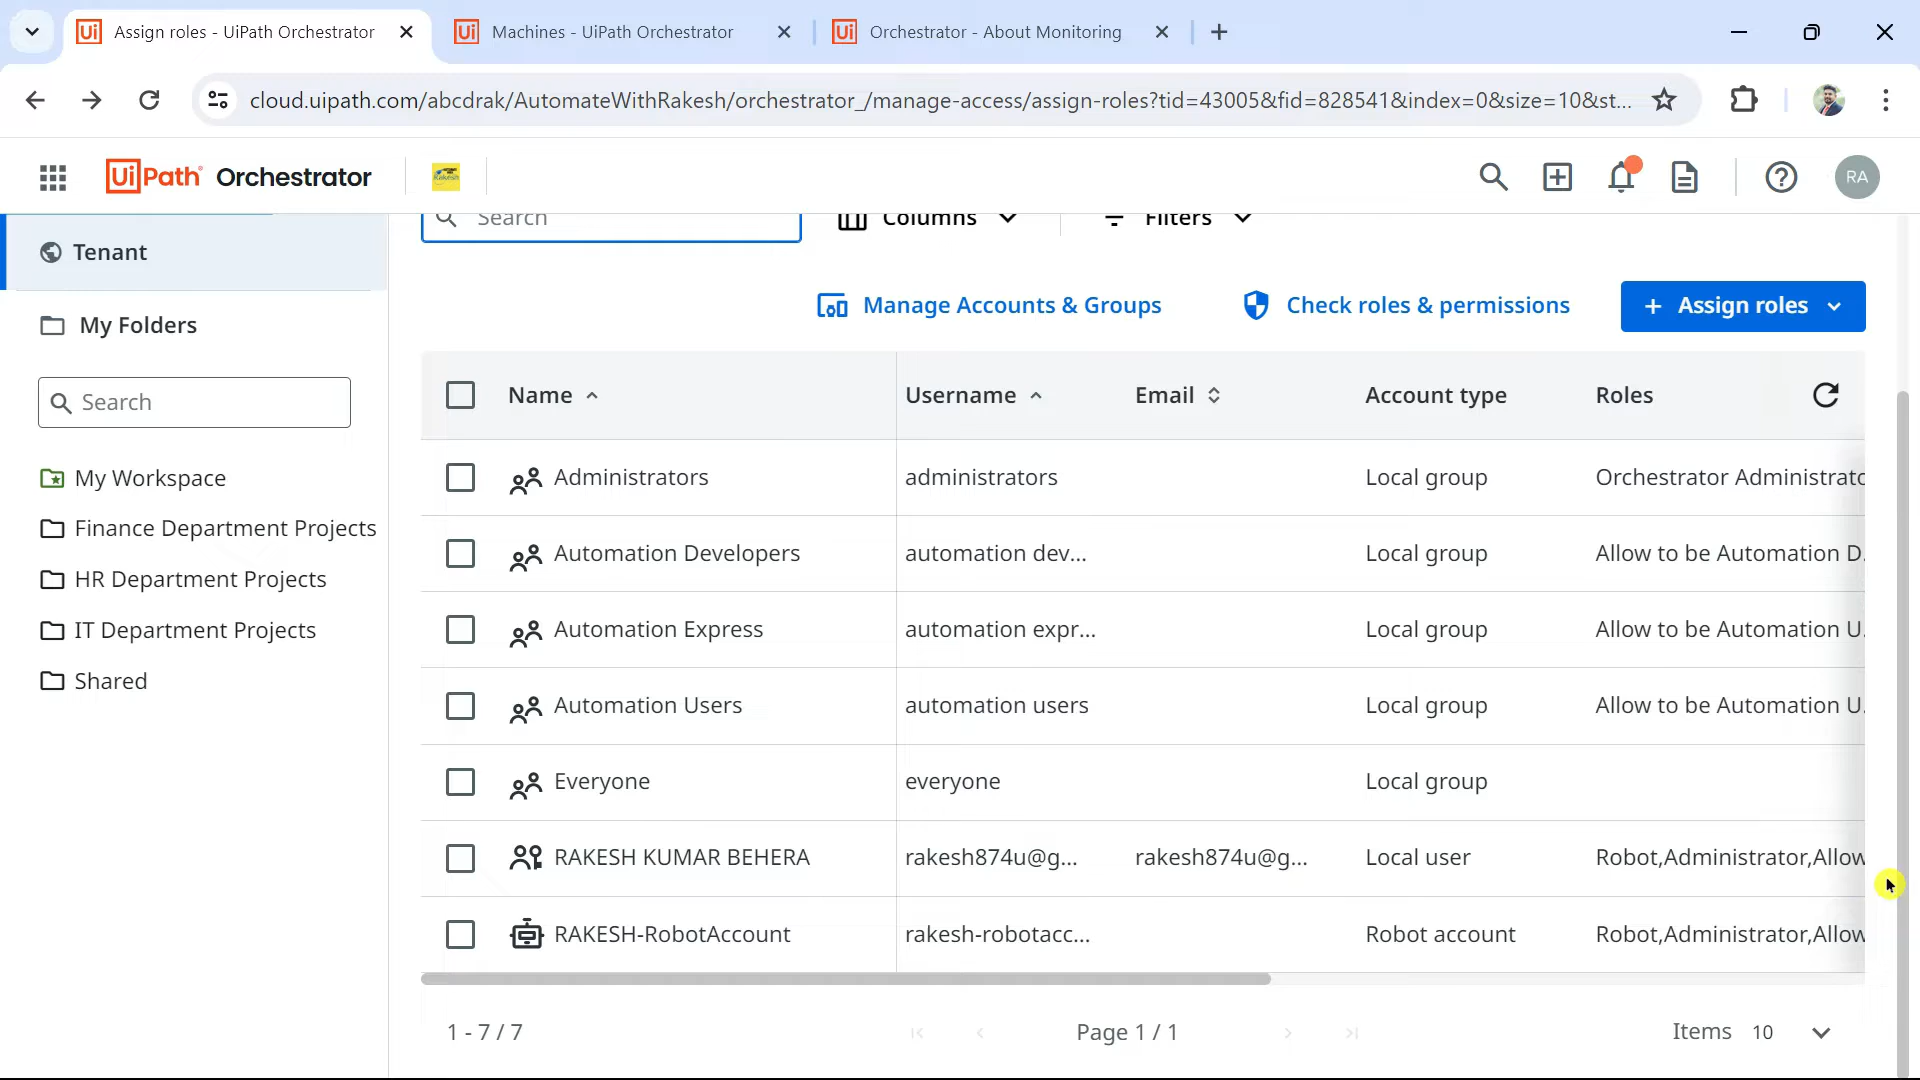 Assign roles - UiPath Orchestrator
Machines - UiPath Orchestrator
Orchestrator - About Monitoring
cloud.uipath.com/abcdrak/AutomateWithRakesh/orchestrator_/manage-access/assign-roles?tid=43005&fid=828541&index=0&size=10&st...
UiPath Orchestrator
RA
Tenant
Search
Columns
Filters
My Folders
Manage Accounts & Groups
Check roles & permissions
+ Assign roles
Search
Name
Username
Email
Account type
Roles
My Workspace
Finance Department Projects
HR Department Projects
IT Department Projects
Shared
Administrators administrators Local group Orchestrator Administratc
Automation Developers automation dev... Local group Allow to be Automation D.
Automation Express automation expr... Local group Allow to be Automation U.
Automation Users automation users Local group Allow to be Automation U.
Everyone everyone Local group
RAKESH KUMAR BEHERA rakesh874u@g... rakesh874u@g... Local user Robot,Administrator,Allow
RAKESH-RobotAccount rakesh-robotacc... Robot account Robot,Administrator,Allow
1 - 7 / 7
Page 1 / 1
Items 10